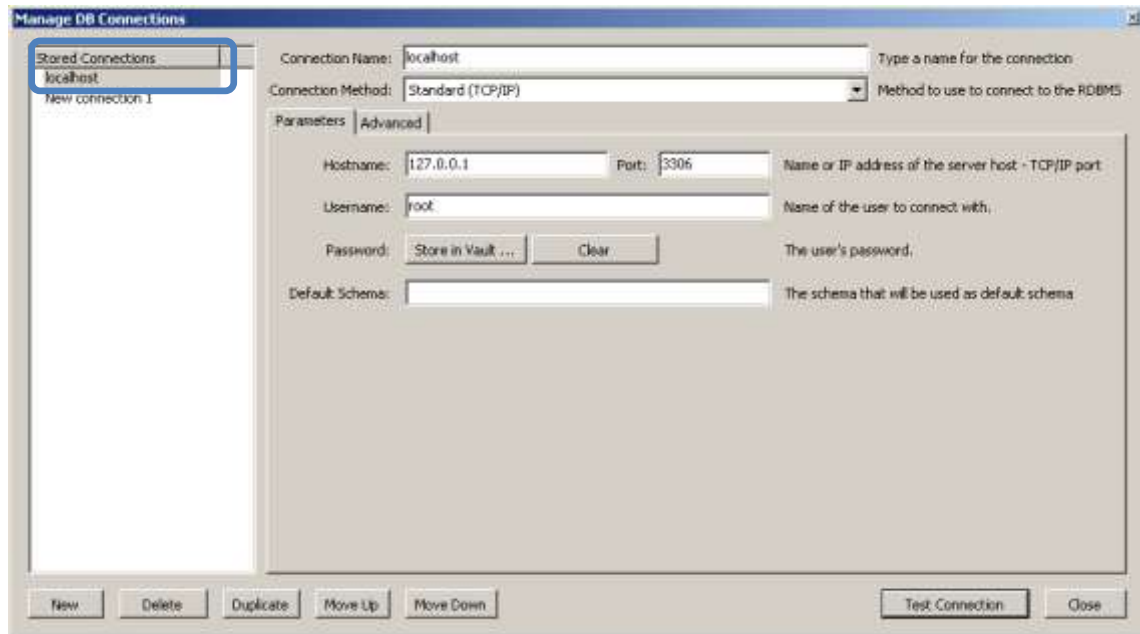 Manage DB Connections
Stored Connections
localhost
New connection 1
Connection Name: localhost Type a name for the connection
Connection Method: Standard (TCP/IP) Method to use to connect to the RDBMS
Parameters Advanced
Hostname: 127.0.0.1 Port: 3306 Name or IP address of the server host - TCP/IP port
Username: root Name of the user to connect with.
Password: Store in Vault ... Clear The user's password.
Default Schema: The schema that will be used as default schema
New Delete Duplicate Move Up Move Down Test Connection Close